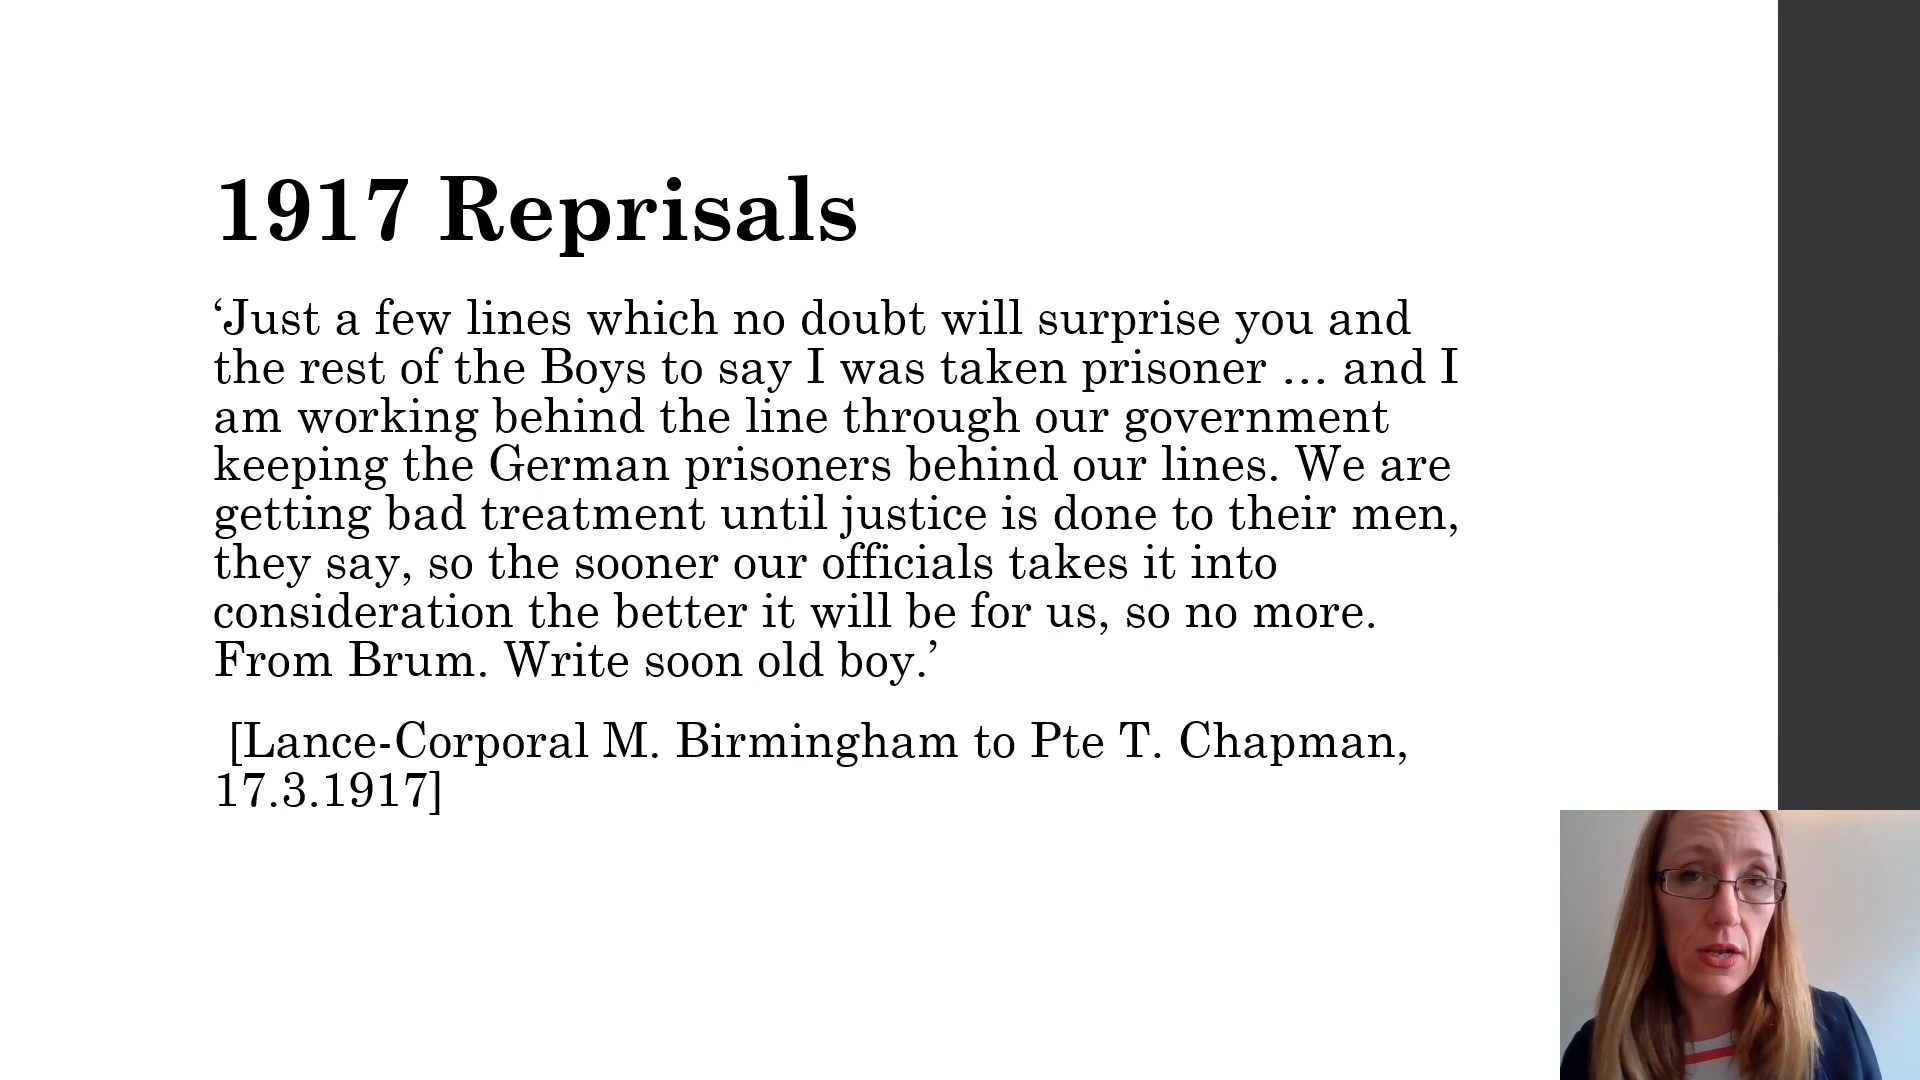 1917 Reprisals
‘Just a few lines which no doubt will surprise you and
the rest of the Boys to say I was taken prisoner … and I
am working behind the line through our government
keeping the German prisoners behind our lines. We are
getting bad treatment until justice is done to their men,
they say, so the sooner our officials takes it into
consideration the better it will be for us, so no more.
From Brum. Write soon old boy.’
[Lance-Corporal M. Birmingham to Pte T. Chapman,
17.3.1917]